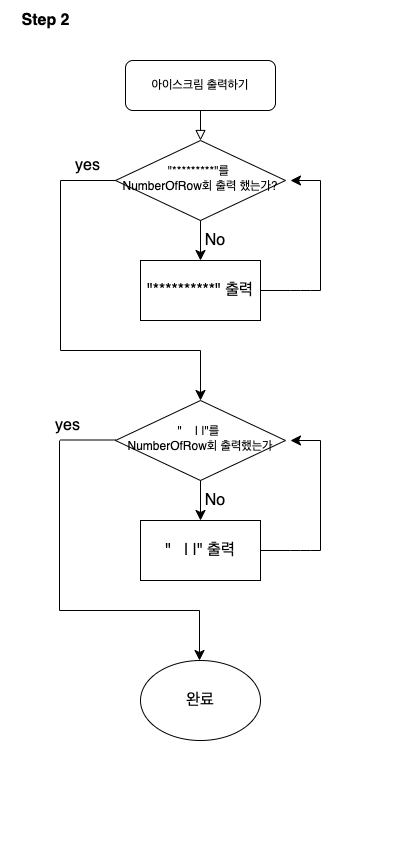 Step 2
아이스크림 출력하기
yes
"*********"를
NumberOfRow회 출력 했는가?
No
"**********" 출력
yes
"    | |"를
NumberOfRow회 출력했는가
No
"   | |" 출력
완료